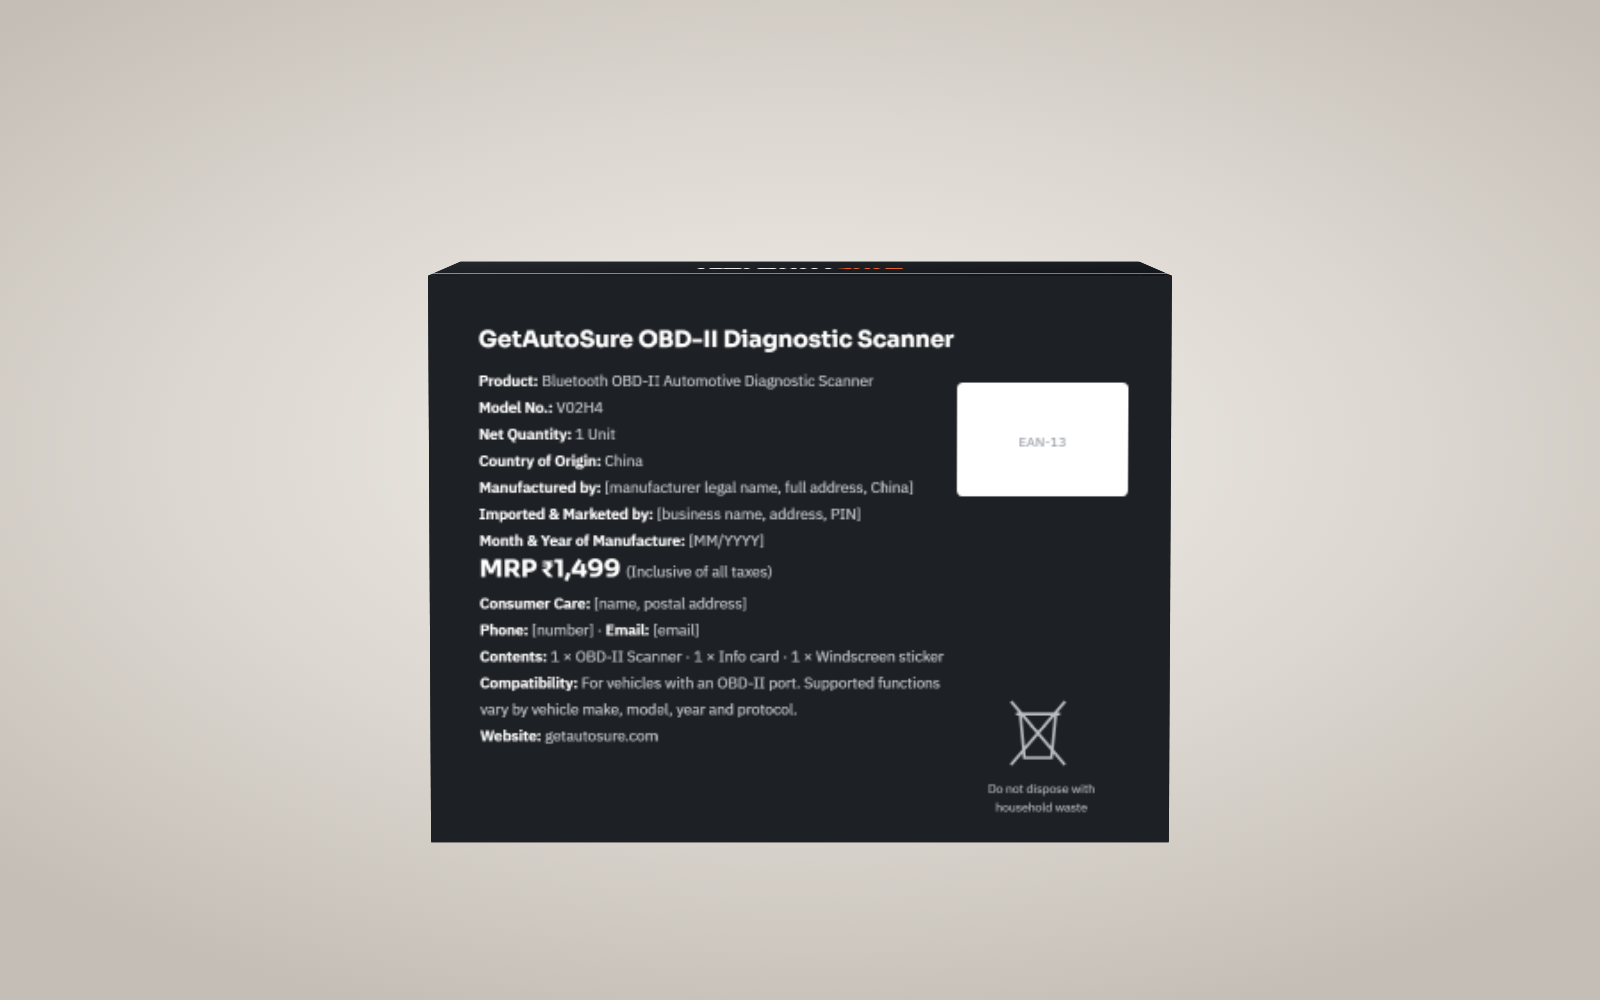 GetAutoSure OBD-II Diagnostic Scanner
Product: Bluetooth OBD-II Automotive Diagnostic Scanner
Model No.: V02H4
Net Quantity: 1 Unit
Country of Origin: China
Manufactured by: [manufacturer legal name, full address, China]
Imported & Marketed by: [business name, address, PIN]
Month & Year of Manufacture: [MM/YYYY]
MRP ₹1,499 (Inclusive of all taxes)
Consumer Care: [name, postal address]
Phone: [number] · Email: [email]
Contents: 1 × OBD-II Scanner · 1 × Info card · 1 × Windscreen sticker
Compatibility: For vehicles with an OBD-II port. Supported functions
vary by vehicle make, model, year and protocol.
Website: getautosure.com
EAN-13
Do not dispose with
household waste